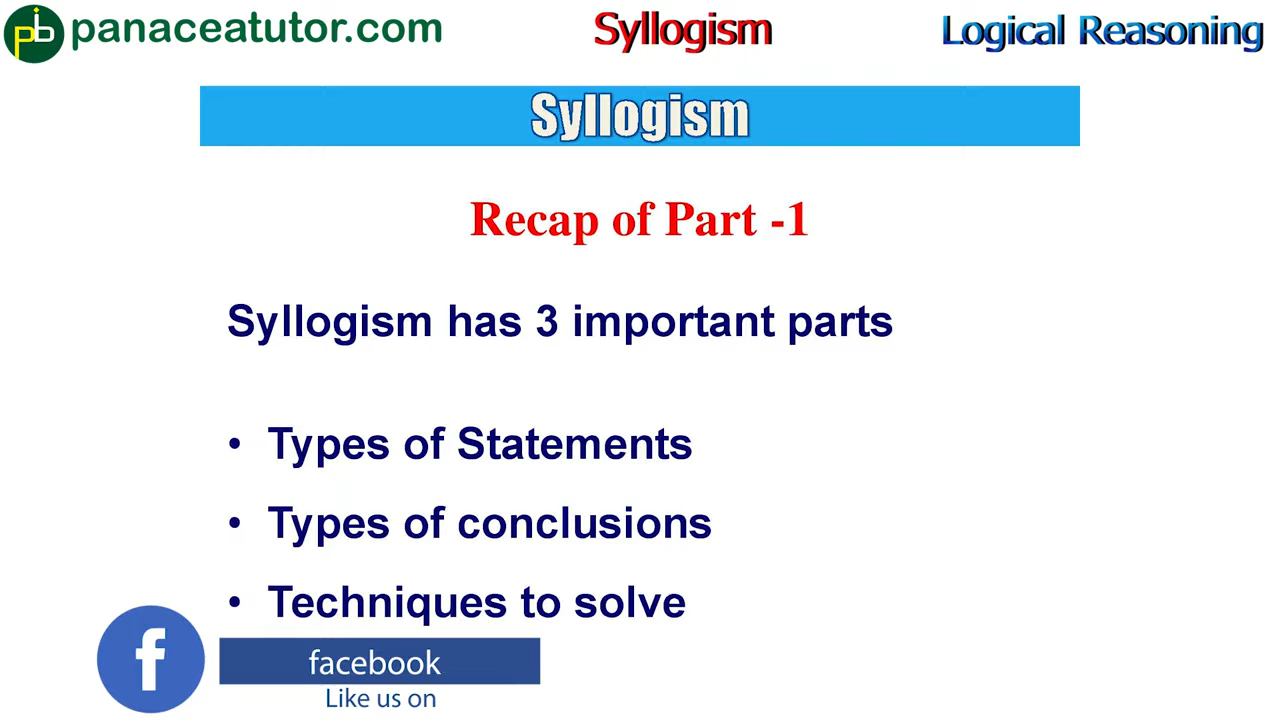 pb panaceatutor.com Syllogism Logical Reasoning
Syllogism
Recap of Part -1
Syllogism has 3 important parts
• Types of Statements
• Types of conclusions
• Techniques to solve
f facebook
Like us on